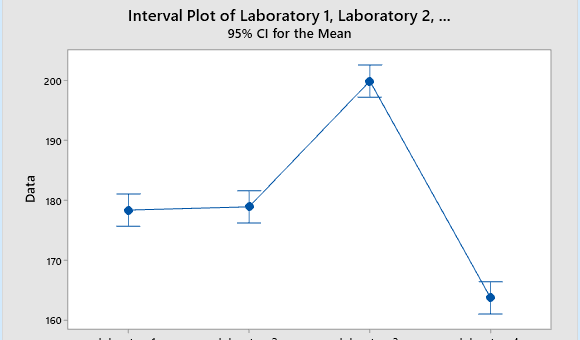 Interval Plot of Laboratory 1, Laboratory 2, ...
95% CI for the Mean
200
190
180
170
160
Data